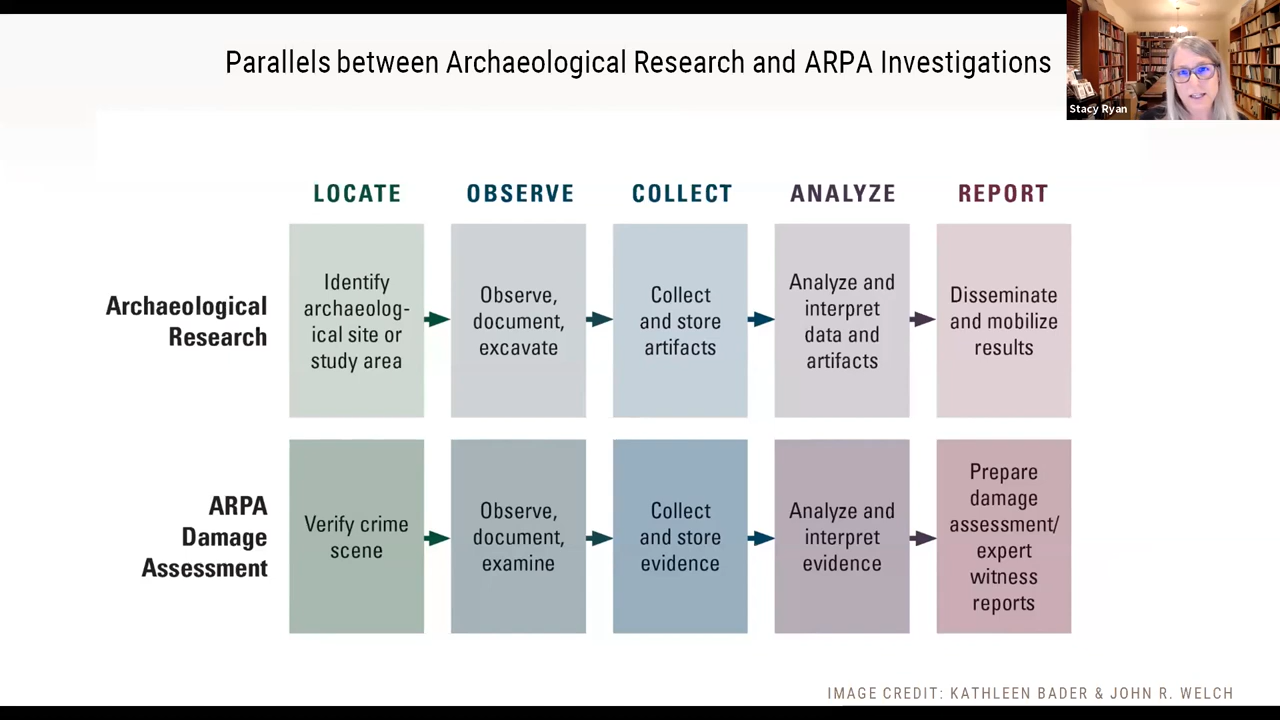 Parallels between Archaeological Research and ARPA Investigations
Stacy Ryan
LOCATE
OBSERVE
COLLECT
ANALYZE
REPORT
Archaeological
Research
Identify
archaeolog-
ical site or
study area
Observe,
document,
excavate
Collect
and store
artifacts
Analyze and
interpret
data and
artifacts
Disseminate
and mobilize
results
ARPA
Damage
Assessment
Verify crime
scene
Observe,
document,
examine
Collect
and store
evidence
Analyze and
interpret
evidence
Prepare
damage
assessment/
expert
witness
reports
IMAGE CREDIT: KATHLEEN BADER & JOHN R. WELCH